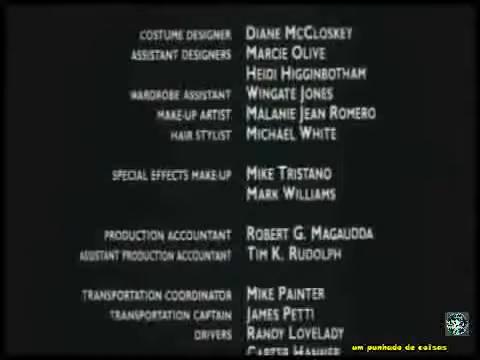 COSTUME DESIGNER DIANE MCCLOSKEY
ASSISTANT DESIGNERS MARCIE OLIVE
HEIDI HIGGINBOTHAM
WARDROBE ASSISTANT WINGATE JONES
MAKE-UP ARTIST MALANIE JEAN ROMERO
HAIR STYLIST MICHAEL WHITE
SPECIAL EFFECTS MAKE-UP MIKE TRISTANO
MARK WILLIAMS
PRODUCTION ACCOUNTANT ROBERT G. MAGAUDDA
ASSISTANT PRODUCTION ACCOUNTANT TIM K. RUDOLPH
TRANSPORTATION COORDINATOR MIKE PAINTER
TRANSPORTATION CAPTAIN JAMES PETTI
DRIVERS RANDY LOVELADY
um punhado de coisas